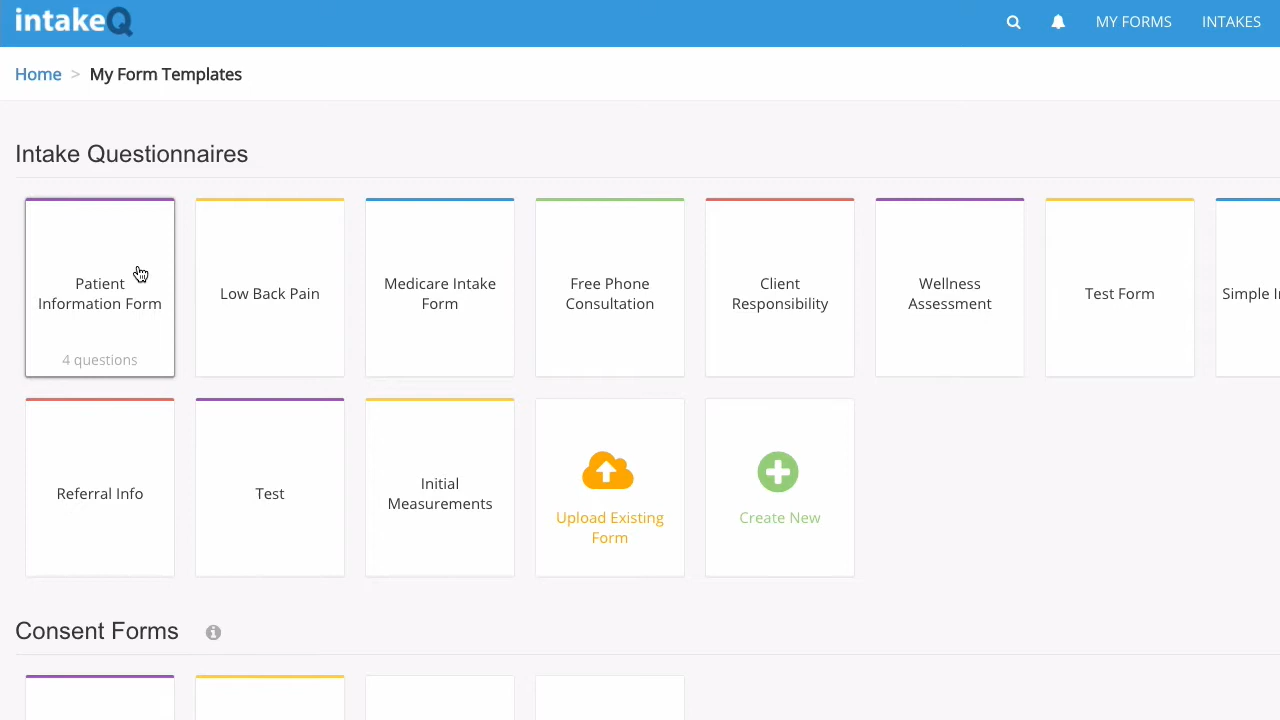 intakeQ
MY FORMS
INTAKES
Home > My Form Templates
Intake Questionnaires
Patient
Information Form
4 questions
Low Back Pain
Medicare Intake
Form
Free Phone
Consultation
Client
Responsibility
Wellness
Assessment
Test Form
Simple
Referral Info
Test
Initial
Measurements
Upload Existing
Form
Create New
Consent Forms